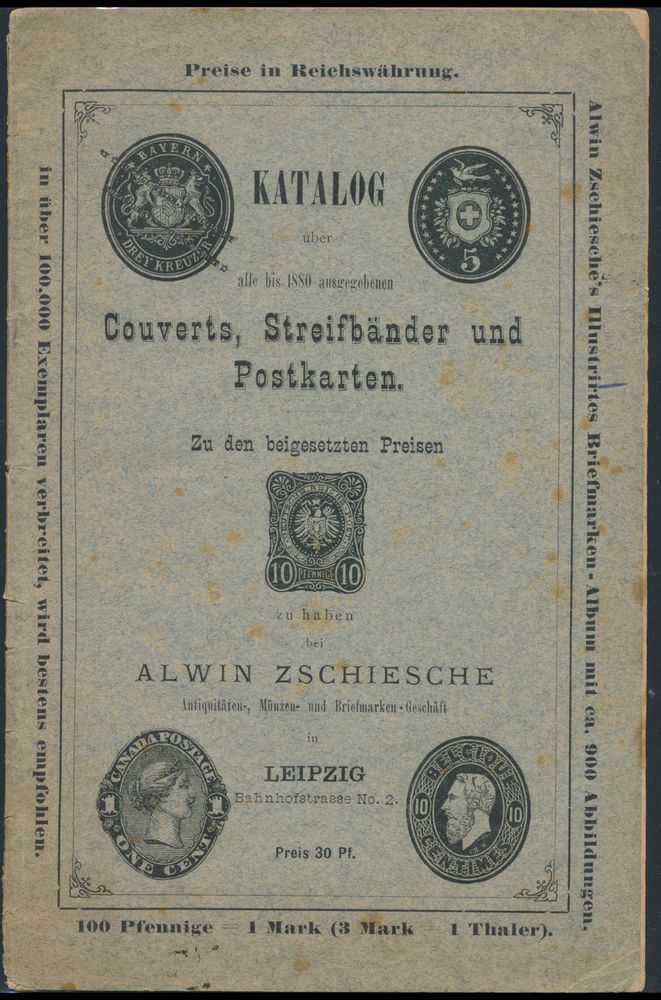 Preise in Reichswährung.
BAYERN
DREY KREUZ'R
KATALOG
5
über
alle bis 1880 ausgegebenen
Couverts, Streifbänder und
Postkarten.
Zu den beigesetzten Preisen
DEUTSCHE REICHS-POST
10 PFENNIG 10
zu haben
bei
ALWIN ZSCHIESCHE
Antiquitäten-, Münzen- und Briefmarken-Geschäft
in
LEIPZIG
Bahnhofstrasse No. 2.
Preis 30 Pf.
CANADA POSTAGE
1 1
ONE CENT
BELGIQUE
10 10
CENTIMES
100 Pfennige — 1 Mark (3 Mark — 1 Thaler).
Alwin Zschiesche's Illustrirtes Briefmarken-Album mit ca. 900 Abbildungen,
in über 100,000 Exemplaren verbreitet, wird bestens empfohlen.